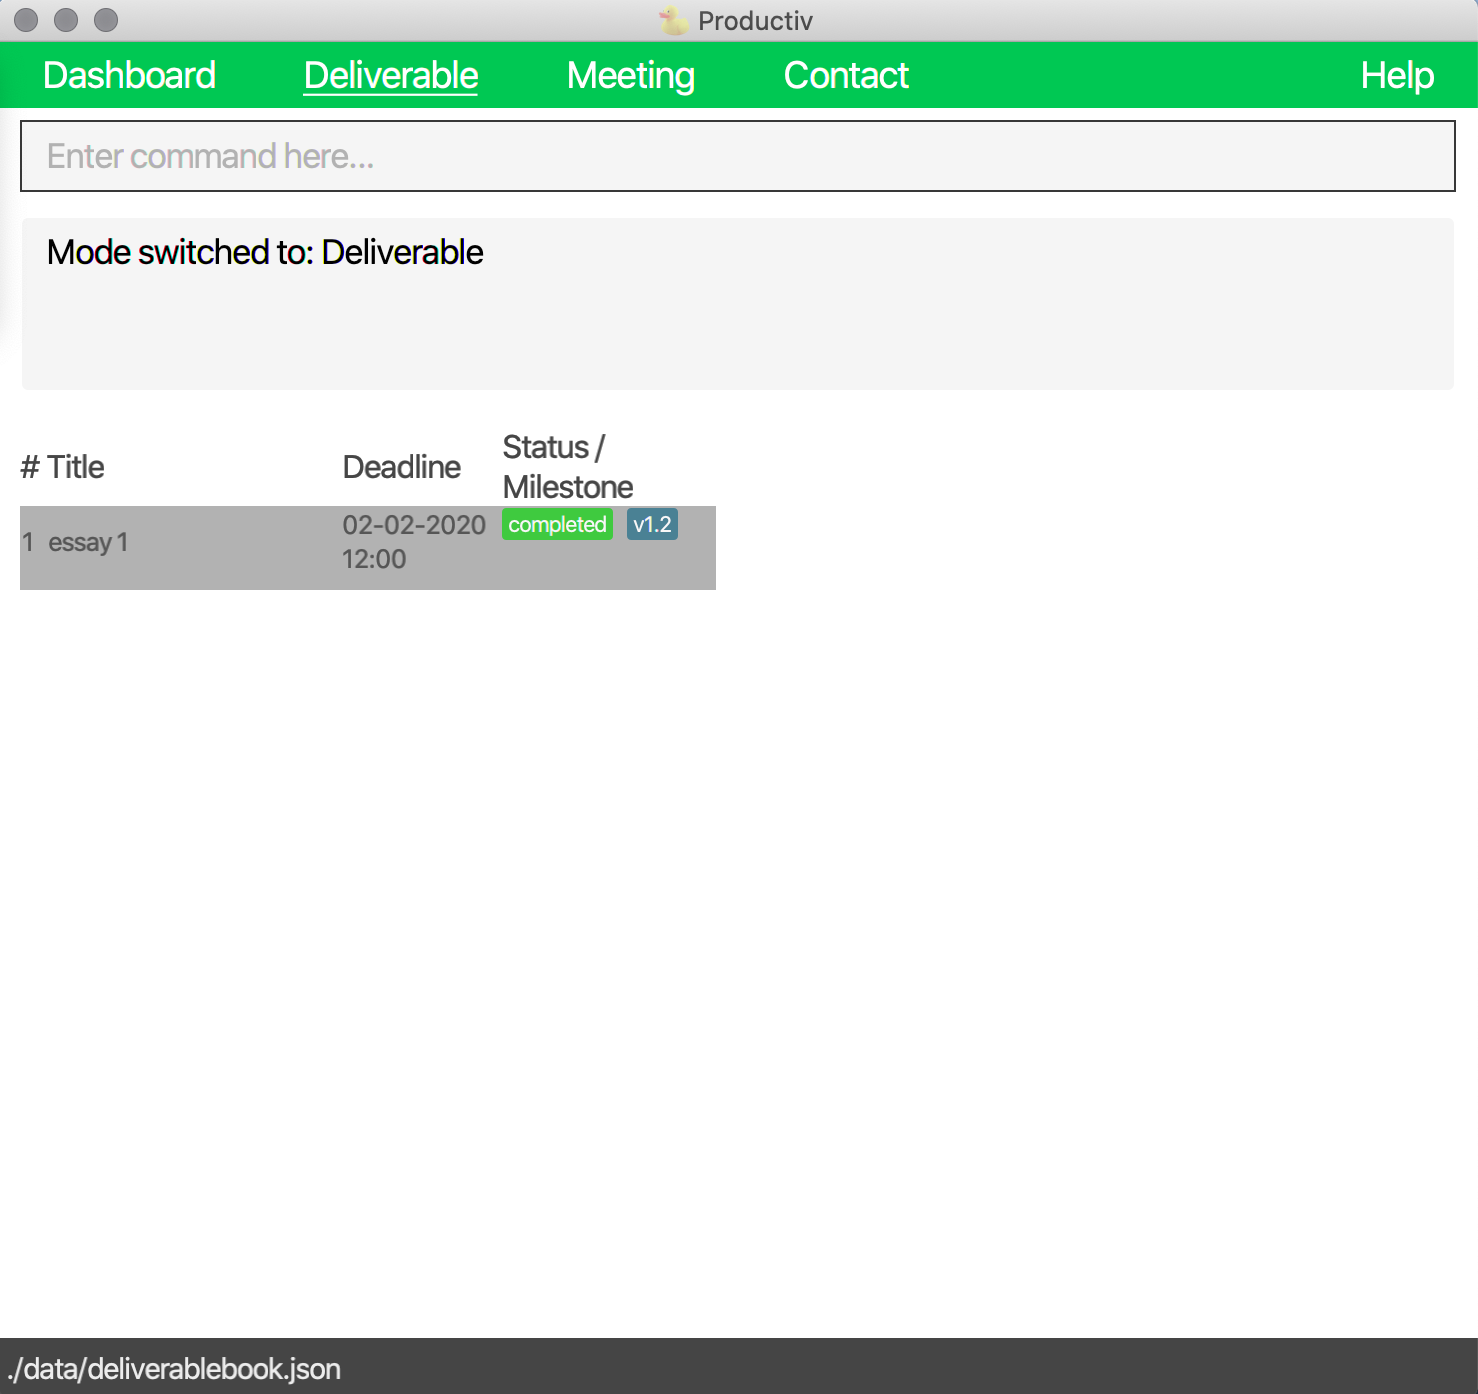 Productiv
Dashboard Deliverable Meeting Contact Help
Enter command here...
Mode switched to: Deliverable
# Title Deadline Status /
Milestone
1 essay 1 02-02-2020 completed v1.2
12:00
./data/deliverablebook.json